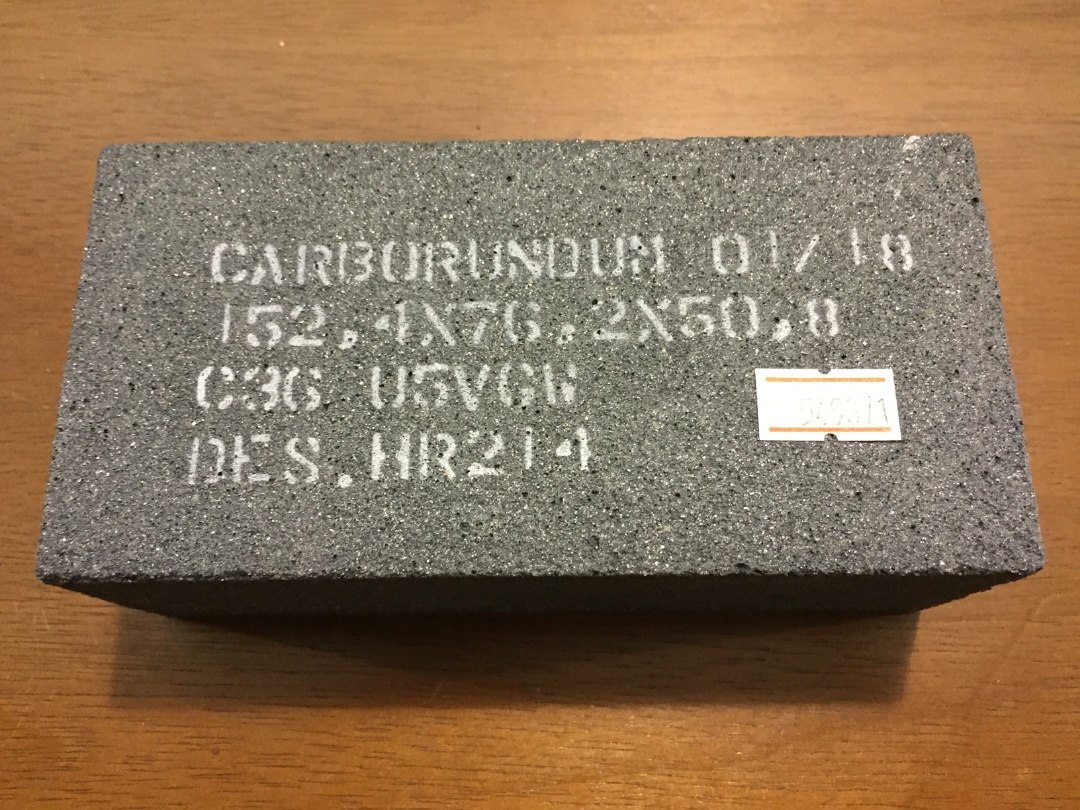 CARBORUNDUM 01/18
152,4X76.2X50,8
C36 U5VGW
DES.HR214